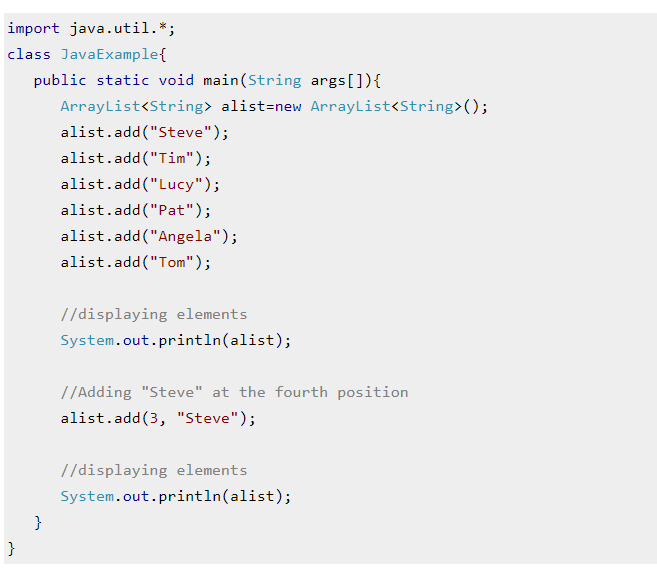 import java.util.*;
class JavaExample{
   public static void main(String args[]){
      ArrayList<String> alist=new ArrayList<String>();
      alist.add("Steve");
      alist.add("Tim");
      alist.add("Lucy");
      alist.add("Pat");
      alist.add("Angela");
      alist.add("Tom");

      //displaying elements
      System.out.println(alist);

      //Adding "Steve" at the fourth position
      alist.add(3, "Steve");

      //displaying elements
      System.out.println(alist);
   }
}